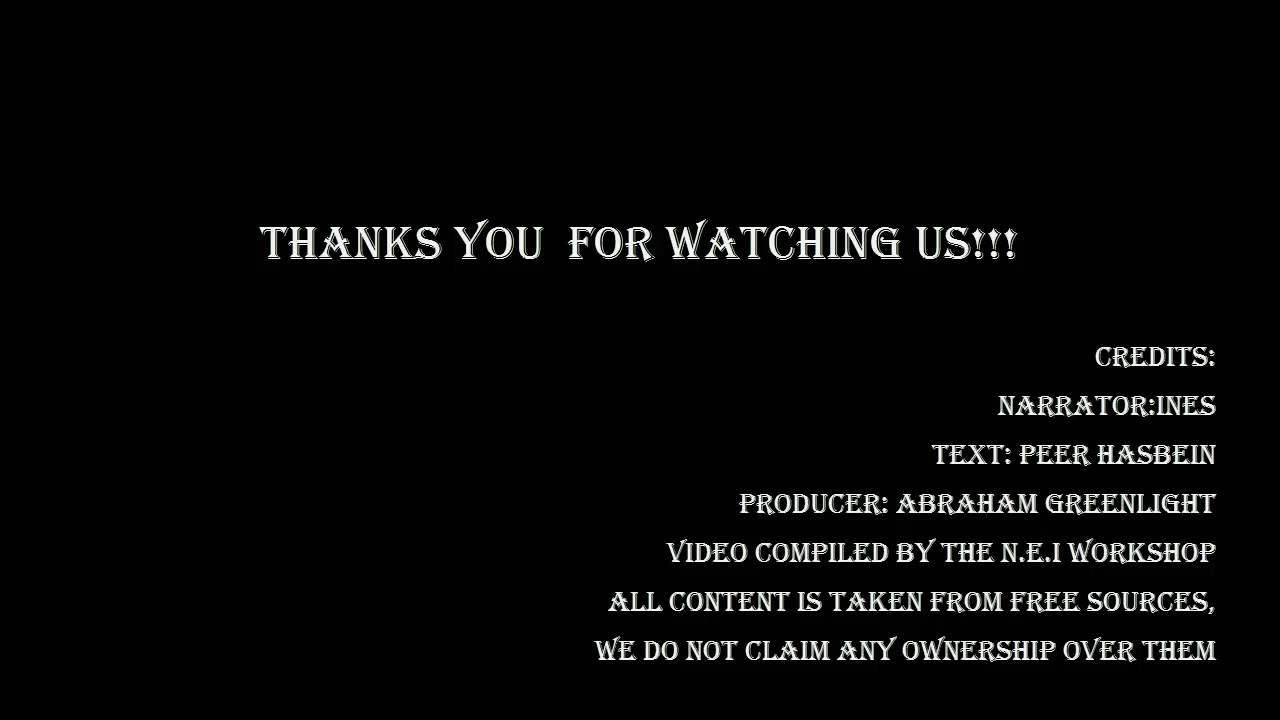 THANKS YOU FOR WATCHING US!!!
CREDITS:
NARRATOR:INES
TEXT: PEER HASBEIN
PRODUCER: ABRAHAM GREENLIGHT
VIDEO COMPILED BY THE N.E.I WORKSHOP
ALL CONTENT IS TAKEN FROM FREE SOURCES,
WE DO NOT CLAIM ANY OWNERSHIP OVER THEM